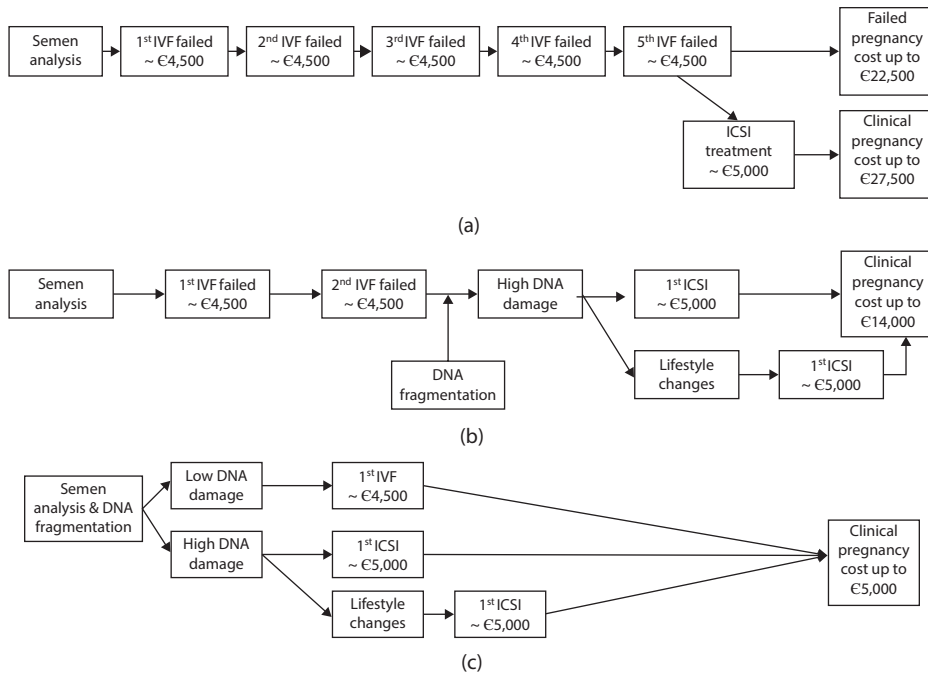 Semen
analysis
1st IVF failed
~ €4,500
2nd IVF failed
~ €4,500
3rd IVF failed
~ €4,500
4th IVF failed
~ €4,500
5th IVF failed
~ €4,500
Failed
pregnancy
cost up to
€22,500
ICSI
treatment
~ €5,000
Clinical
pregnancy
cost up to
€27,500
(a)
Semen
analysis
1st IVF failed
~ €4,500
2nd IVF failed
~ €4,500
High DNA
damage
1st ICSI
~ €5,000
Clinical
pregnancy
cost up to
€14,000
DNA
fragmentation
Lifestyle
changes
1st ICSI
~ €5,000
(b)
Semen
analysis & DNA
fragmentation
Low DNA
damage
1st IVF
~ €4,500
High DNA
damage
1st ICSI
~ €5,000
Lifestyle
changes
1st ICSI
~ €5,000
Clinical
pregnancy
cost up to
€5,000
(c)